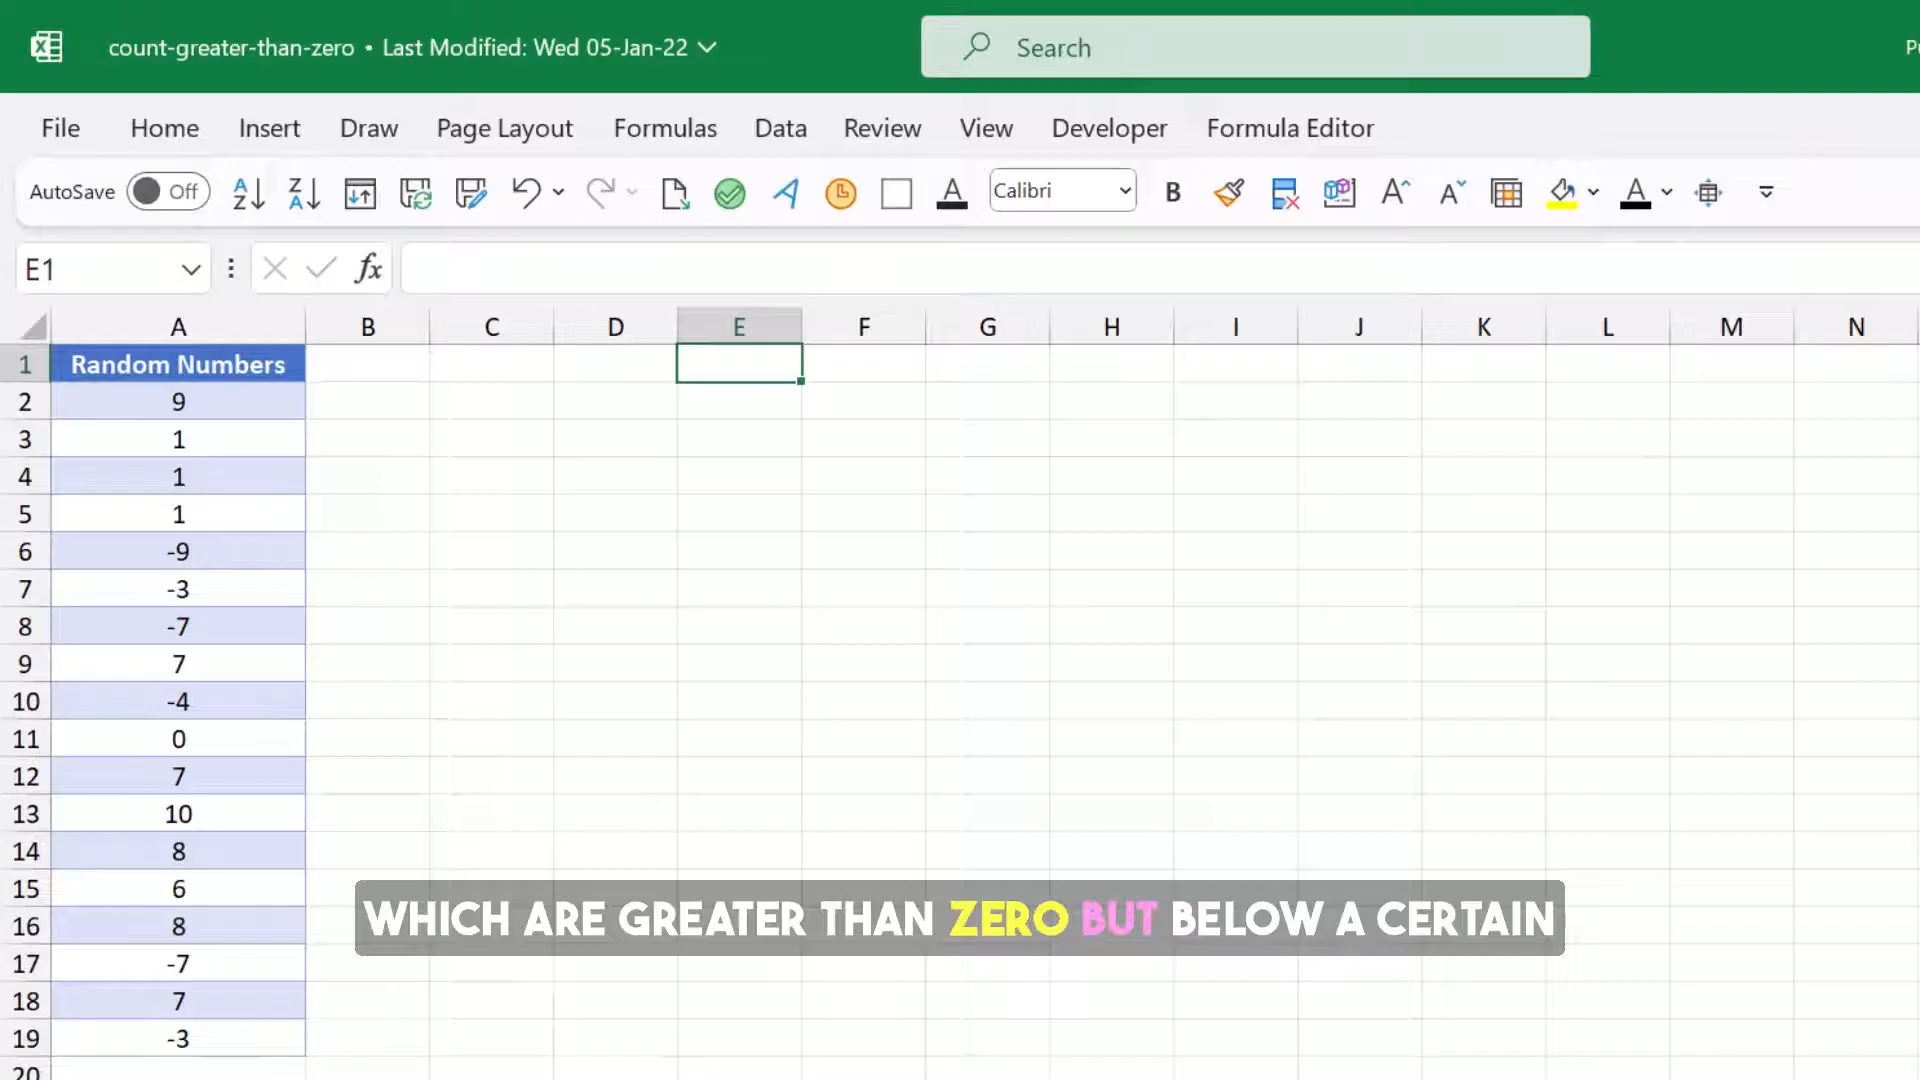 count-greater-than-zero • Last Modified: Wed 05-Jan-22
Search
File Home Insert Draw Page Layout Formulas Data Review View Developer Formula Editor
AutoSave Off Calibri B
E1 fx
A B C D E F G H I J K L M N
1 Random Numbers
2 9
3 1
4 1
5 1
6 -9
7 -3
8 -7
9 7
10 -4
11 0
12 7
13 10
14 8
15 6
16 8
17 -7
18 7
19 -3
20
WHICH ARE GREATER THAN ZERO BUT BELOW A CERTAIN